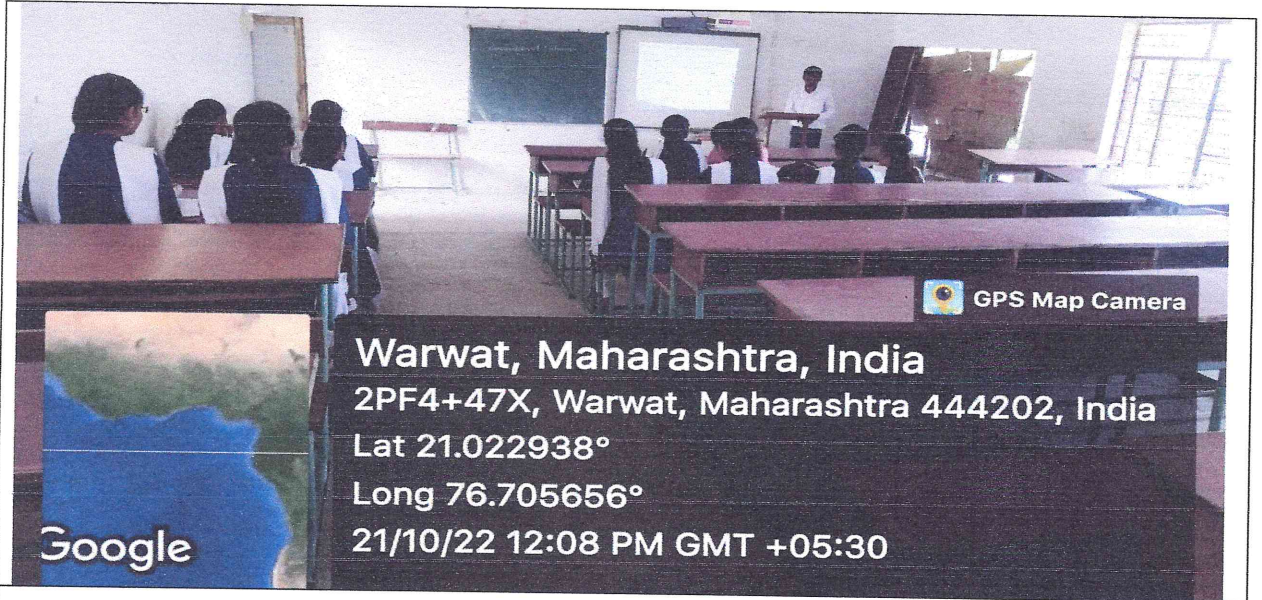 GPS Map Camera
Warwat, Maharashtra, India
2PF4+47X, Warwat, Maharashtra 444202, India
Lat 21.022938°
Long 76.705656°
21/10/22 12:08 PM GMT +05:30
Google